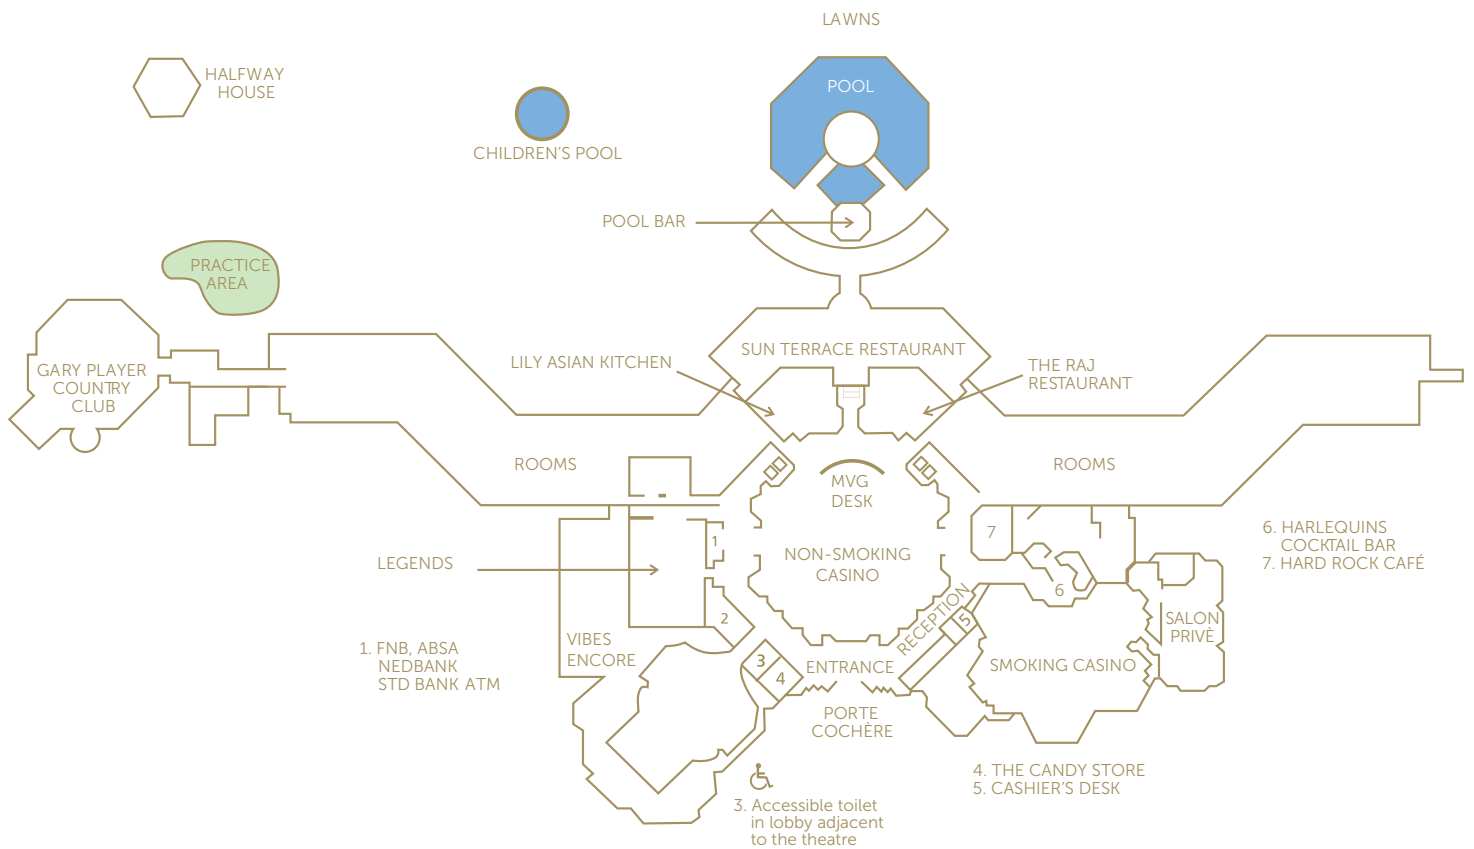 LAWNS
HALFWAY
HOUSE
POOL
CHILDREN'S POOL
POOL BAR
PRACTICE
AREA
GARY PLAYER
COUNTRY
CLUB
LILY ASIAN KITCHEN
SUN TERRACE RESTAURANT
THE RAJ
RESTAURANT
ROOMS
MVG
DESK
ROOMS
LEGENDS
1
NON-SMOKING
CASINO
7
6
6. HARLEQUINS
COCKTAIL BAR
7. HARD ROCK CAFÉ
2
RECEPTION
5
SALON
PRIVÈ
1. FNB, ABSA
NEDBANK
STD BANK ATM
VIBES
ENCORE
3
4
ENTRANCE
SMOKING CASINO
PORTE
COCHÈRE
4. THE CANDY STORE
5. CASHIER'S DESK
3. Accessible toilet
in lobby adjacent
to the theatre